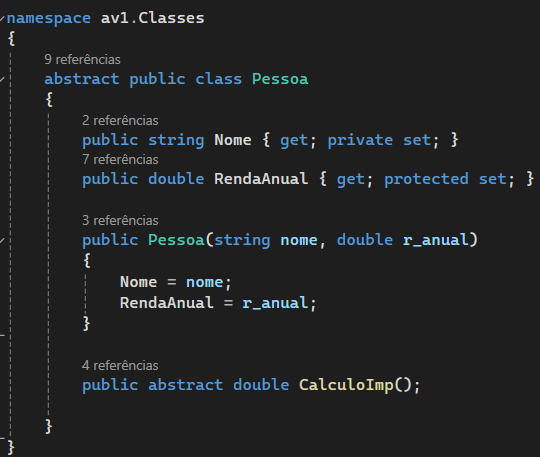 namespace av1.Classes
{
9 referências
abstract public class Pessoa
{
2 referências
public string Nome { get; private set; }
7 referências
public double RendaAnual { get; protected set; }
3 referências
public Pessoa(string nome, double r_anual)
{
Nome = nome;
RendaAnual = r_anual;
}
4 referências
public abstract double CalculoImp();
}
}